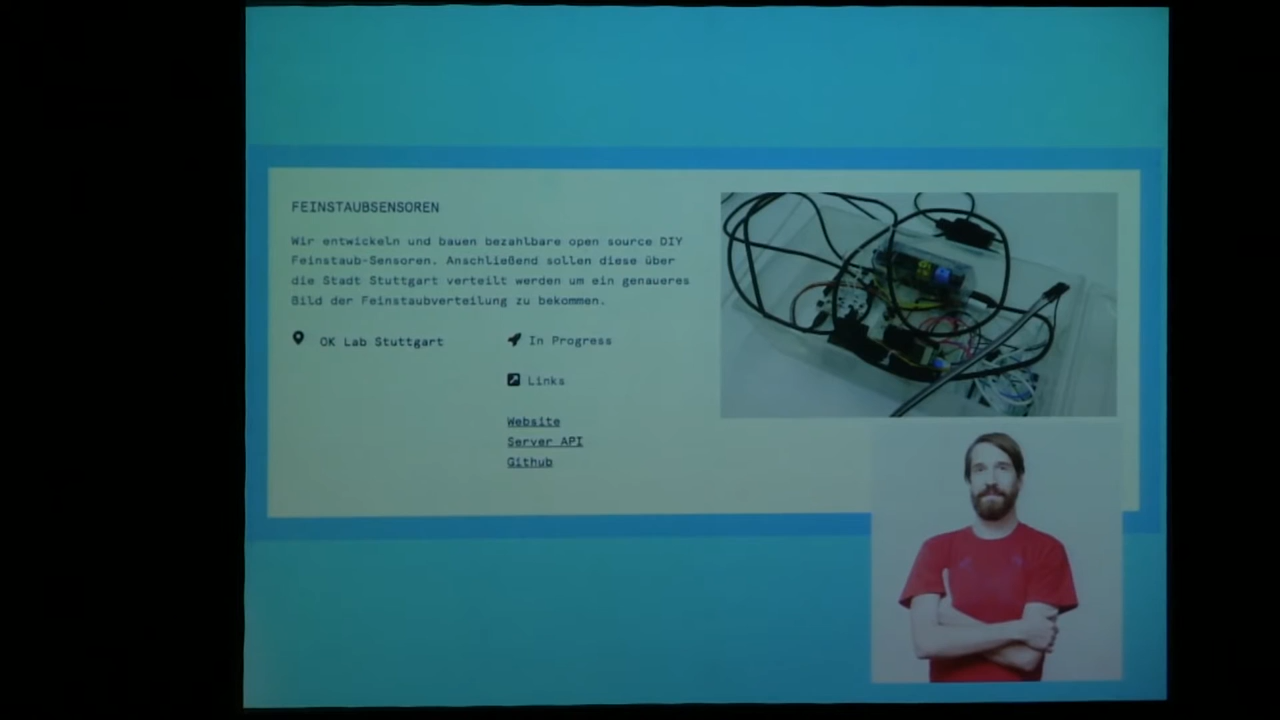 FEINSTAUBSENSOREN
Wir entwickeln und bauen bezahlbare open source DIY
Feinstaub-Sensoren. Anschließend sollen diese über
die Stadt Stuttgart verteilt werden um ein genaueres
Bild der Feinstaubverteilung zu bekommen.
OK Lab Stuttgart
In Progress
Links
Website
Server API
Github